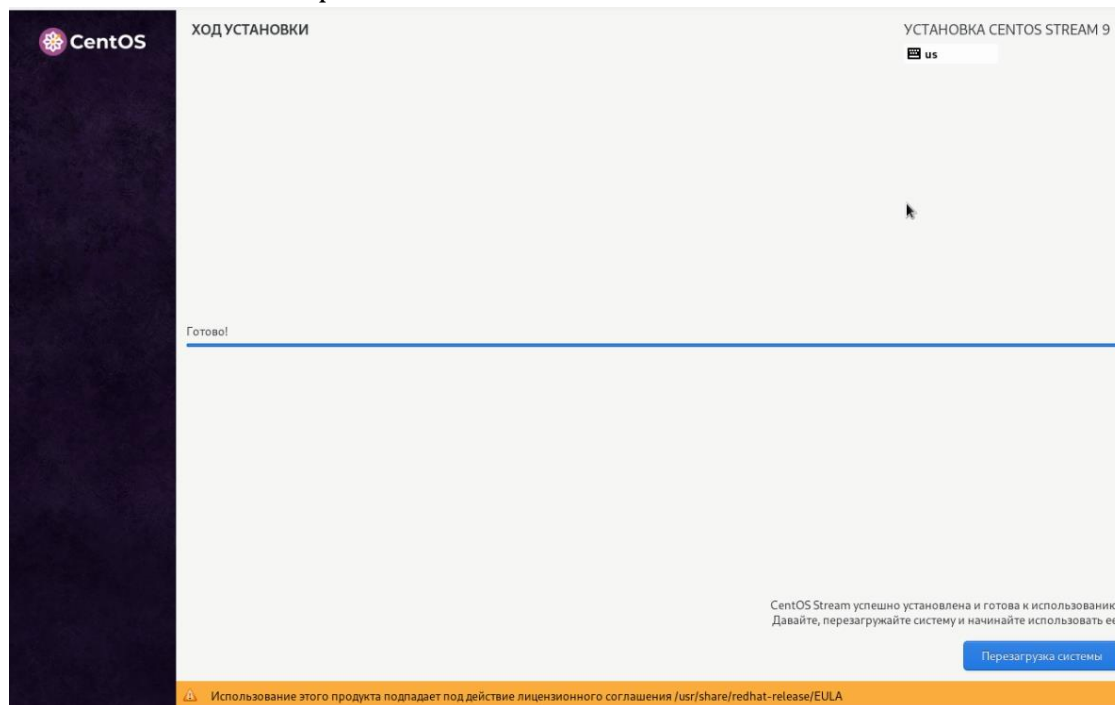 CentOS
ХОД УСТАНОВКИ
УСТАНОВКА CENTOS STREAM 9
us
Готово!
CentOS Stream успешно установлена и готова к использованик
Давайте, перезагружайте систему и начинайте использовать ее
Перезагрузка системы
Использование этого продукта подпадает под действие лицензионного соглашения /usr/share/redhat-release/EULA